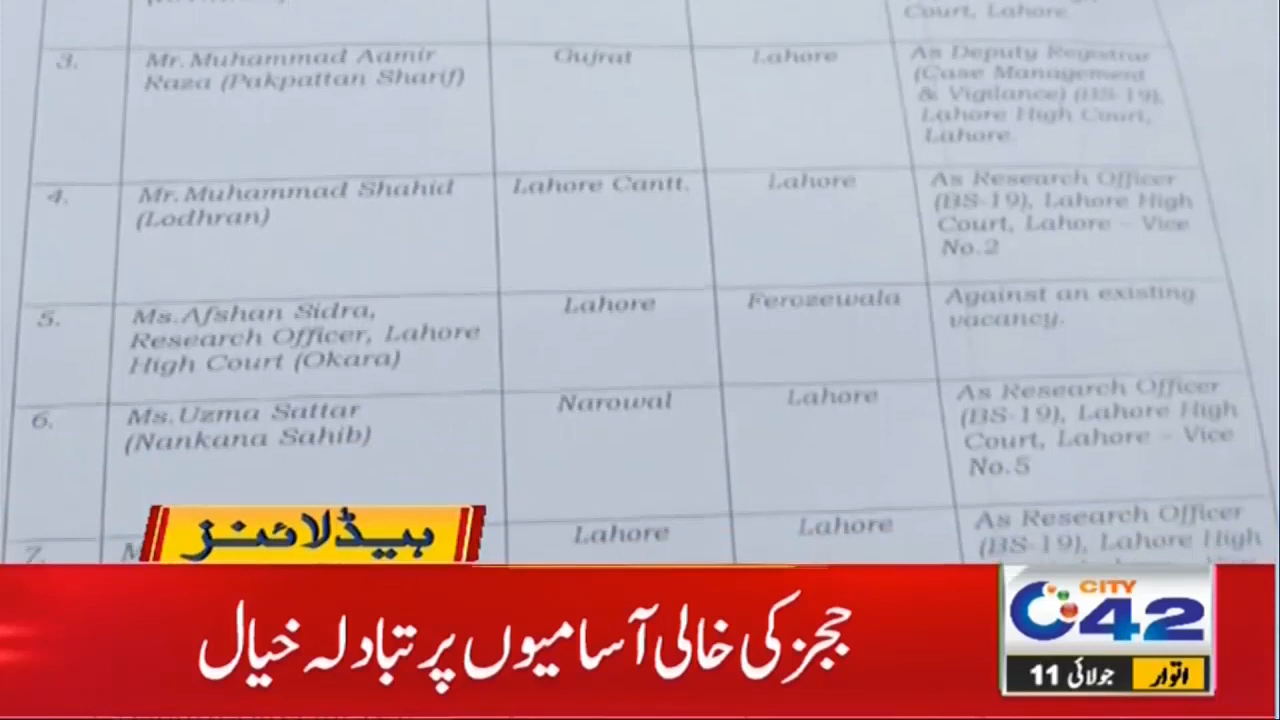 Court, Lahore.
3.
Mr. Muhammad Aamir
Raza (Pakpattan Sharif)
Gujrat
Lahore
As Deputy Registrar
(Case Management
& Vigilance) (BS-19),
Lahore High Court,
Lahore.
4.
Mr. Muhammad Shahid
(Lodhran)
Lahore Cantt.
Lahore
As Research Officer
(BS-19), Lahore High
Court, Lahore - Vice
No.2
5.
Ms. Afshan Sidra,
Research Officer, Lahore
High Court (Okara)
Lahore
Ferozewala
Against an existing
vacancy.
6.
Ms. Uzma Sattar
(Nankana Sahib)
Narowal
Lahore
As Research Officer
(BS-19), Lahore High
Court, Lahore - Vice
No.5
7.
Lahore
Lahore
As Research Officer
(BS-19), Lahore High
ہیڈلائنز
ججز کی خالی آسامیوں پر تبادلہ خیال
CITY
42
اتوار
11 جولائی